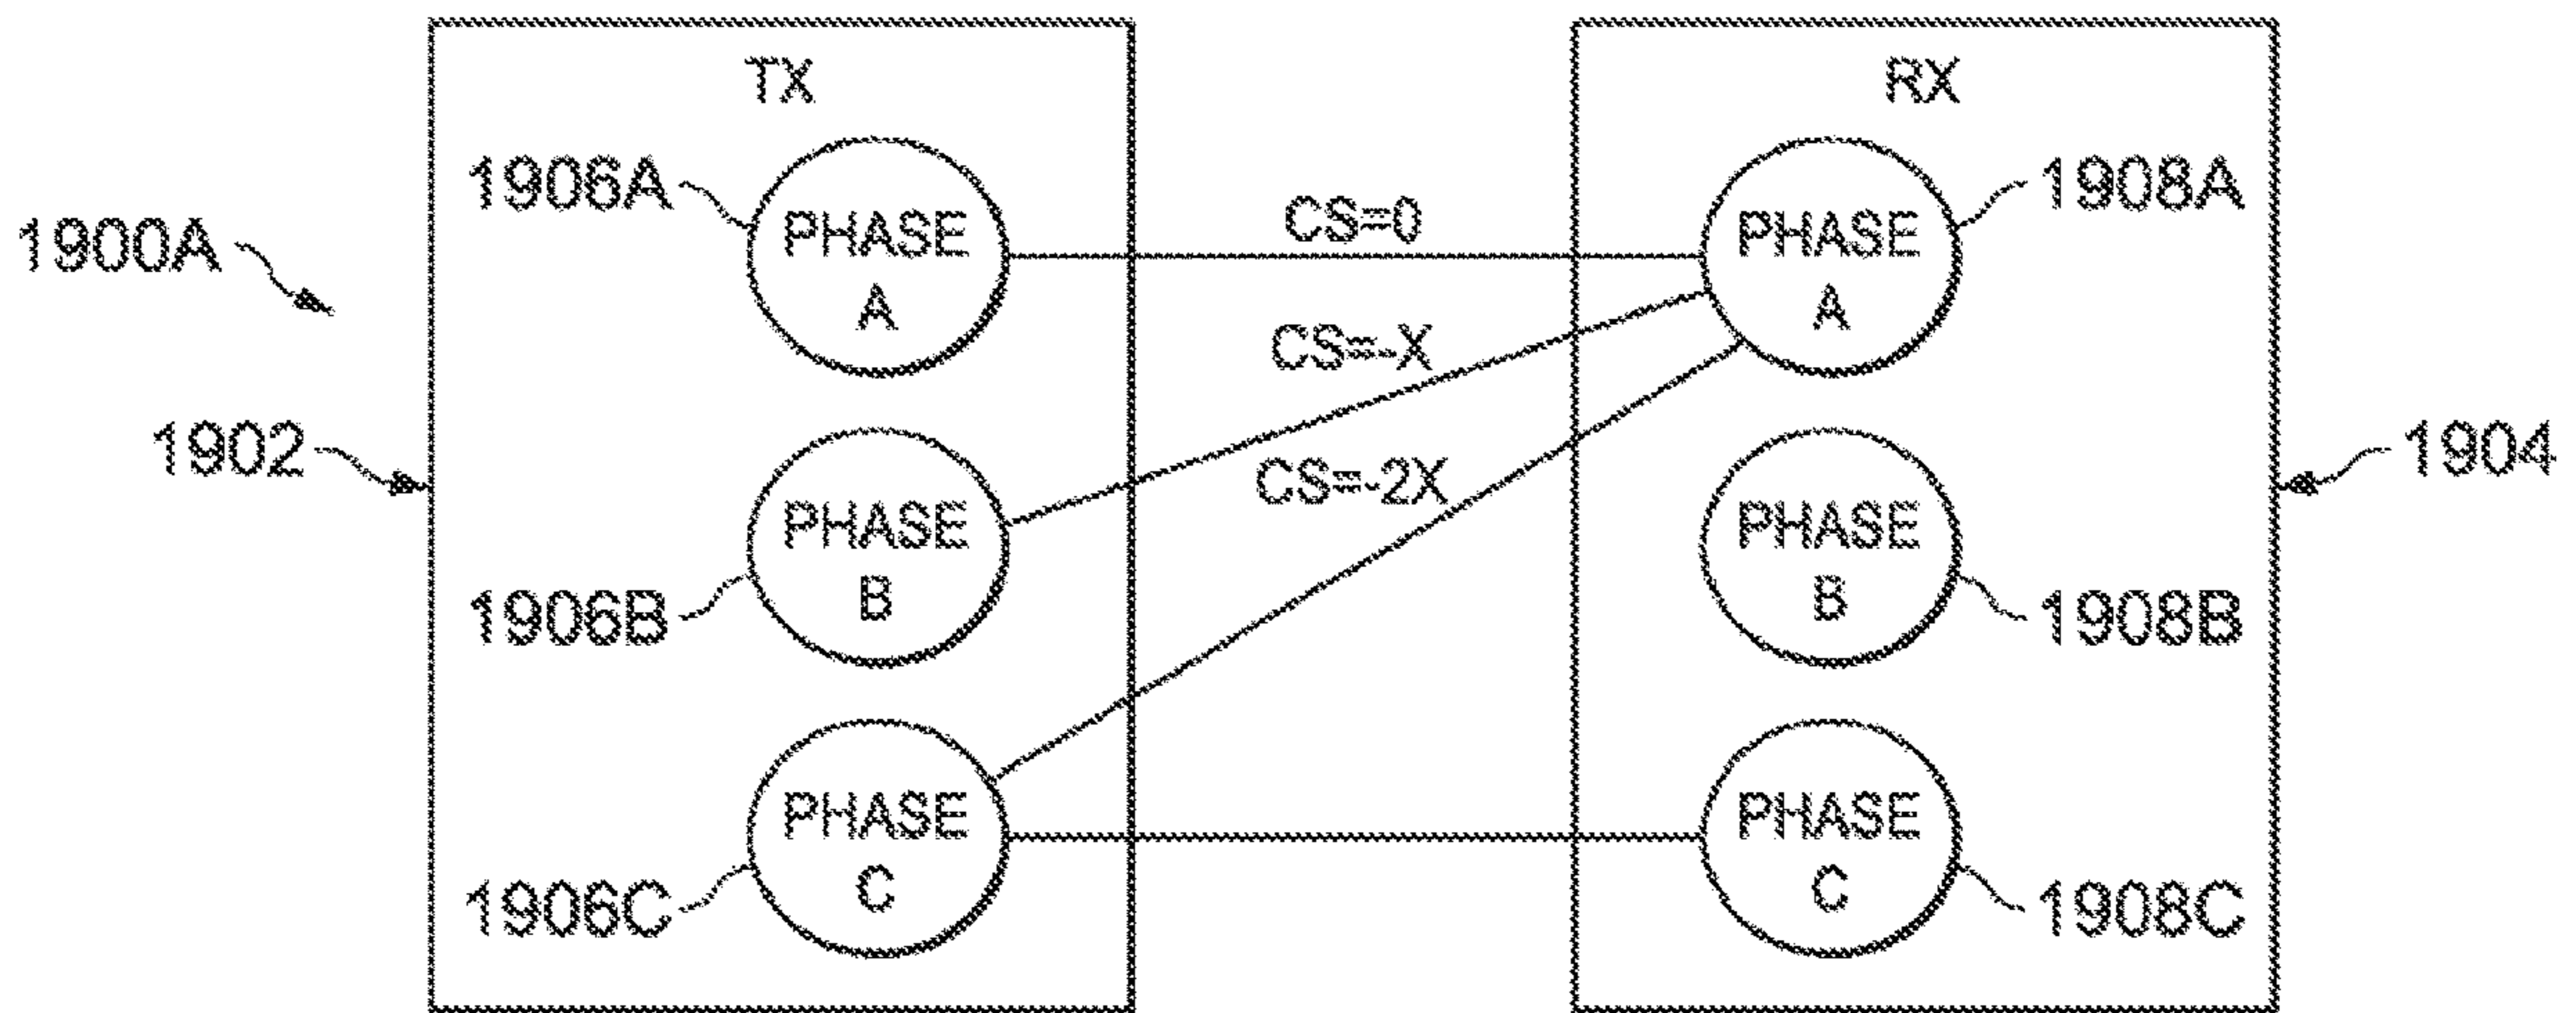 TX
RX
1906A
PHASE
A
CS=0
PHASE
A
1908A
1900A
CS=-X
1902
CS=-2X
1904
PHASE
B
PHASE
B
1906B
1908B
PHASE
C
PHASE
C
1906C
1908C